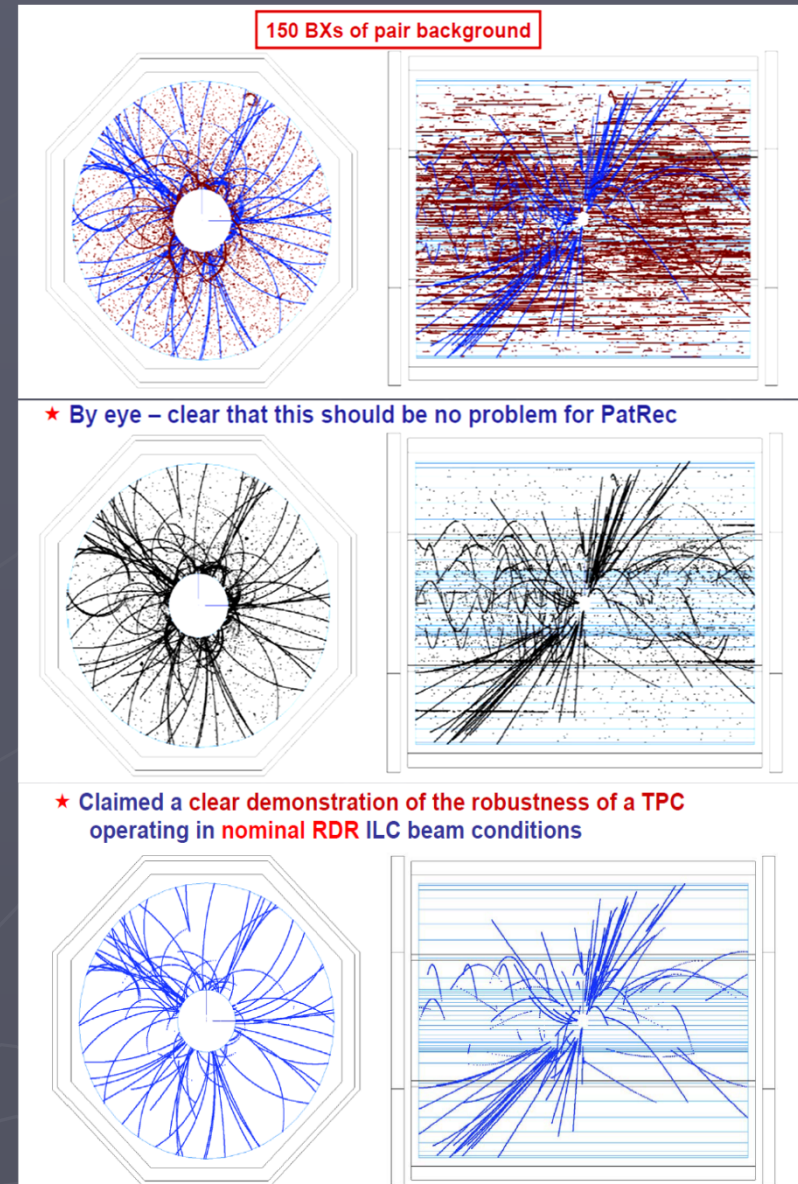 150 BXs of pair background
★ By eye – clear that this should be no problem for PatRec
★ Claimed a clear demonstration of the robustness of a TPC
operating in nominal RDR ILC beam conditions